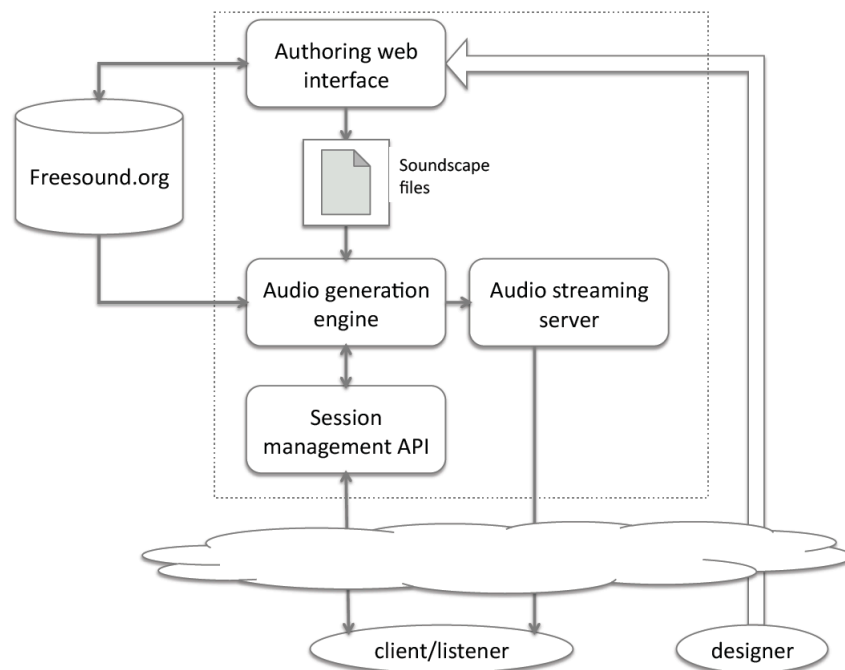 Authoring web
interface
Freesound.org
Soundscape
files
Audio generation
engine
Audio streaming
server
Session
management API
client/listener
designer